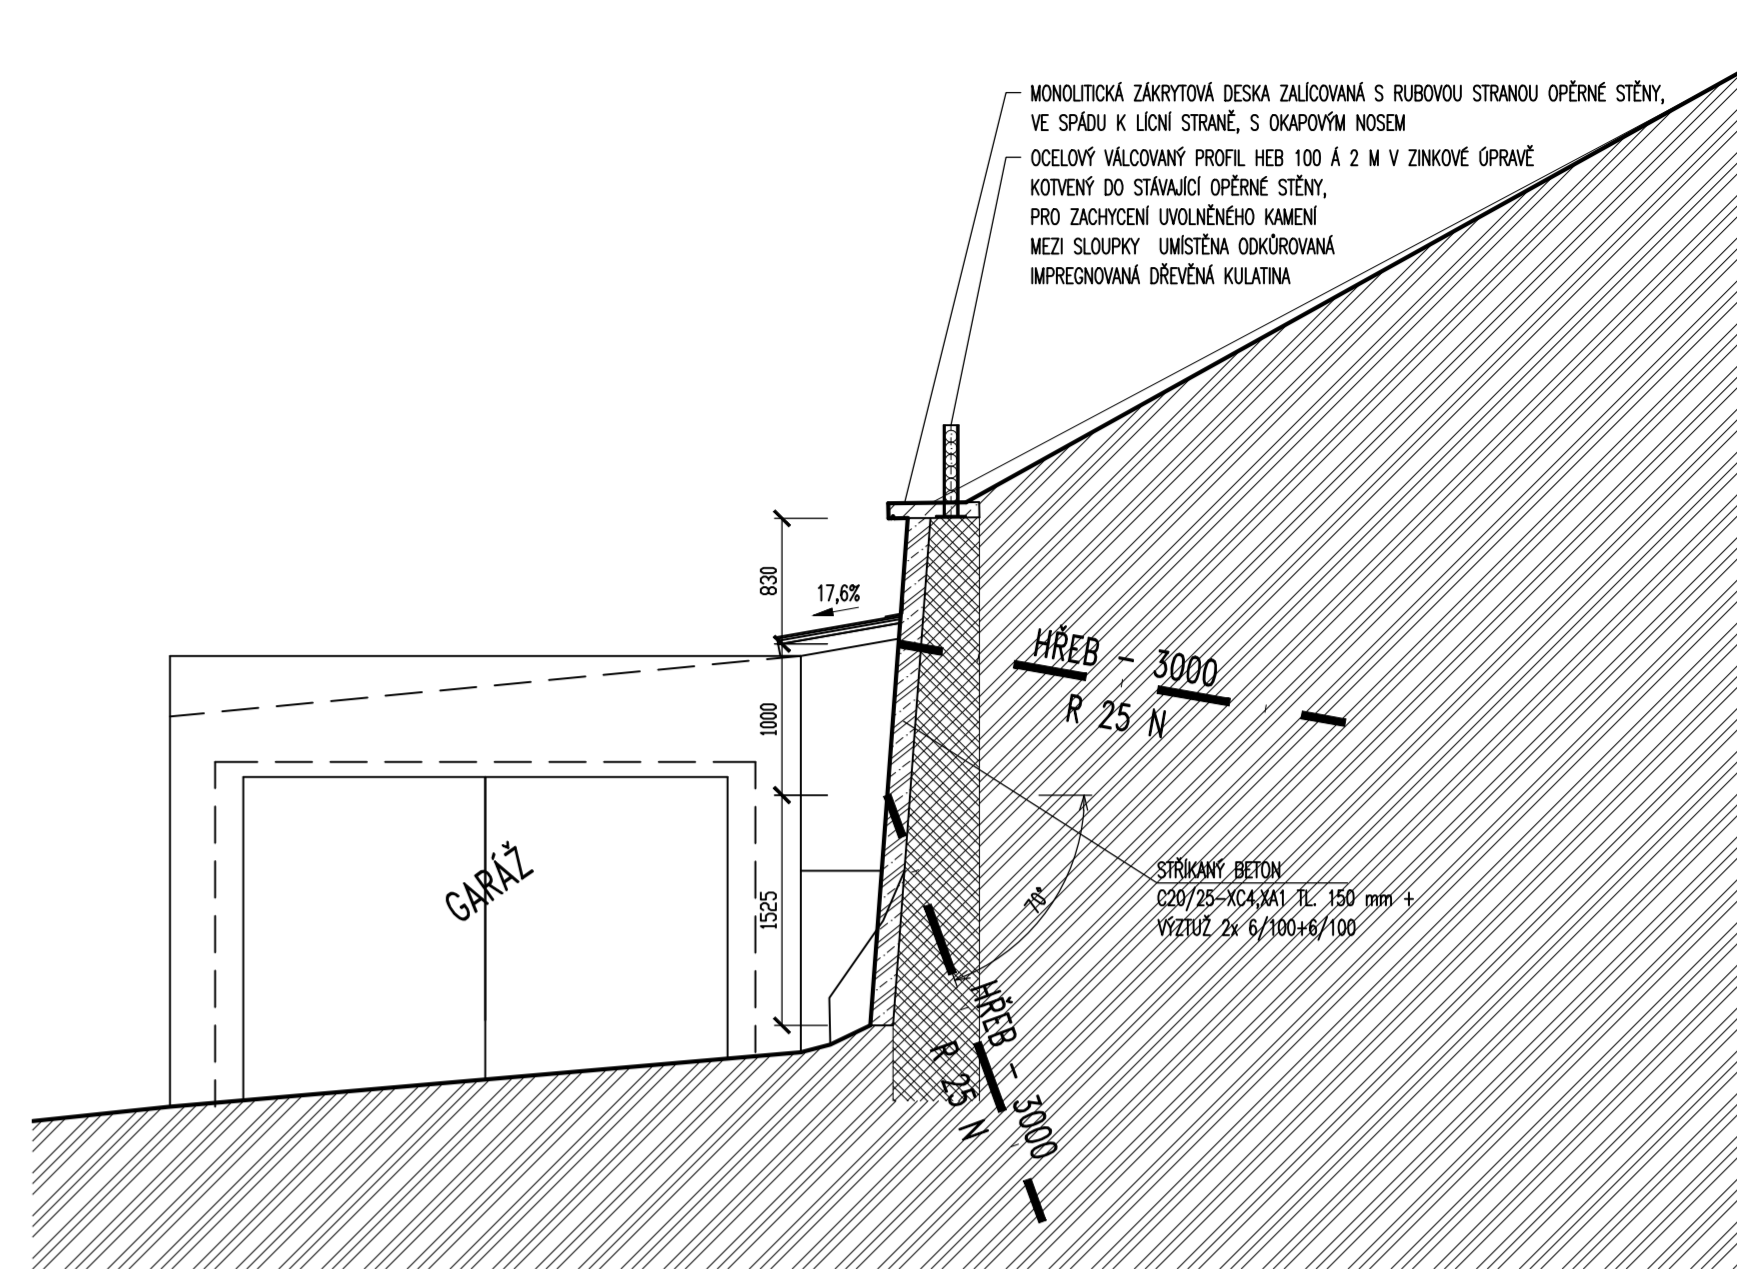 MONOLITICKÁ ZÁKRYTOVÁ DESKA ZALÍCOVANÁ S RUBOVOU STRANOU OPĚRNÉ STĚNY,
VE SPÁDU K LÍCNÍ STRANĚ, S OKAPOVÝM NOSEM
OCELOVÝ VÁLCOVANÝ PROFIL HEB 100 Á 2 M V ZINKOVÉ ÚPRAVĚ
KOTVENÝ DO STÁVAJÍCÍ OPĚRNÉ STĚNY,
PRO ZACHYCENÍ UVOLNĚNÉHO KAMENÍ
MEZI SLOUPKY UMÍSTĚNA ODKŮROVANÁ
IMPREGNOVANÁ DŘEVĚNÁ KULATINA
830
17,6%
1000
1525
HŘEB - 3000
R 25 N
GARÁŽ
70°
STŘÍKANÝ BETON
C20/25-XC4,XA1 TL. 150 mm +
VÝZTUŽ 2x 6/100+6/100
HŘEB - 3000
R 25 N